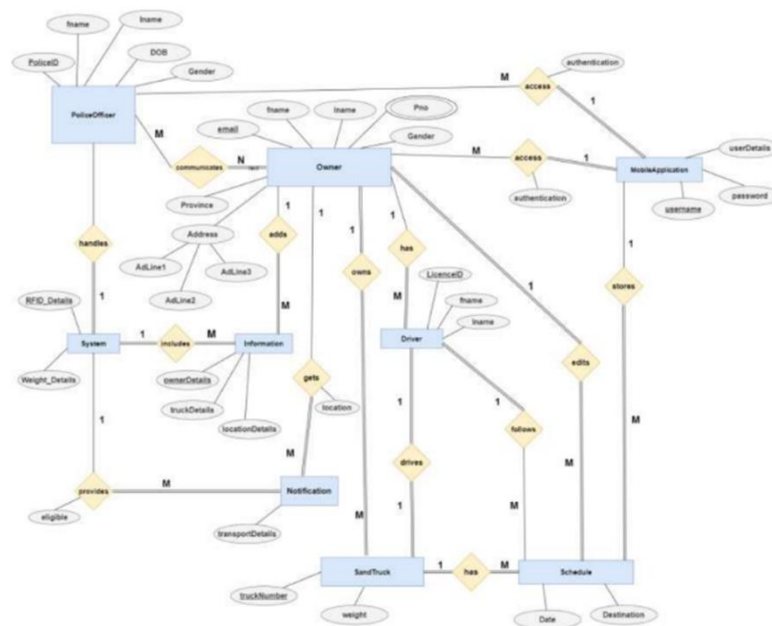 fname
lname
PoliceID
DOB
Gender
PoliceOfficer
M
authentication
access
1
fname
lname
Pno
email
Gender
M
Owner
M
access
1
MobileApplication
userDetails
password
username
authentication
communicates
N
Province
Address
AdLine1
AdLine2
AdLine3
1
adds
M
1
1
owns
1
has
M
LicenceID
fname
lname
Driver
1
stores
handles
1
RFID_Details
System
Weight_Details
1
includes
M
Information
ownerDetails
truckDetails
locationDetails
gets
location
M
1
edits
1
follows
M
M
M
1
provides
M
eligible
Notification
transportDetails
1
drives
1
M
SandTruck
truckNumber
weight
1
has
M
Schedule
Date
Destination